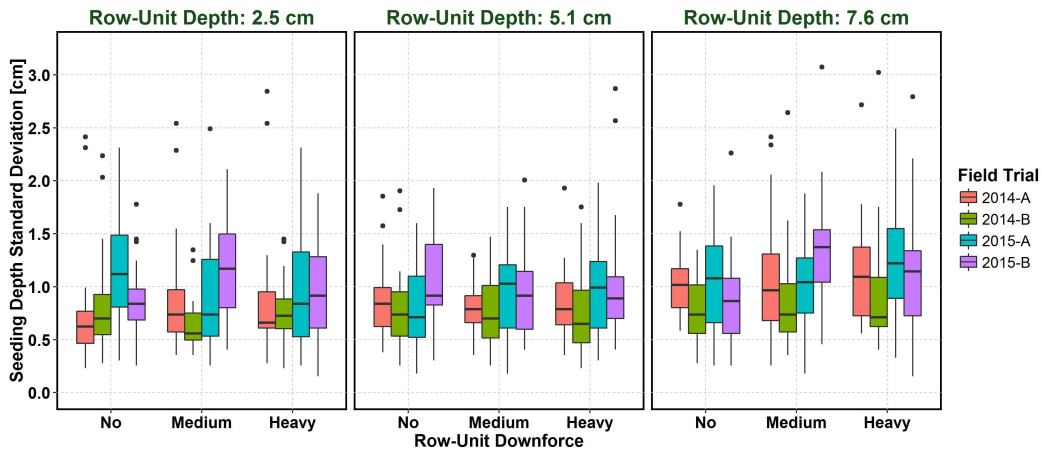 Row-Unit Depth: 2.5 cm
Row-Unit Depth: 5.1 cm
Row-Unit Depth: 7.6 cm
Seeding Depth Standard Deviation [cm]
3.0
2.5
2.0
1.5
1.0
0.5
0.0
No Medium Heavy
No Medium Heavy
No Medium Heavy
Row-Unit Downforce
Field Trial
2014-A
2014-B
2015-A
2015-B